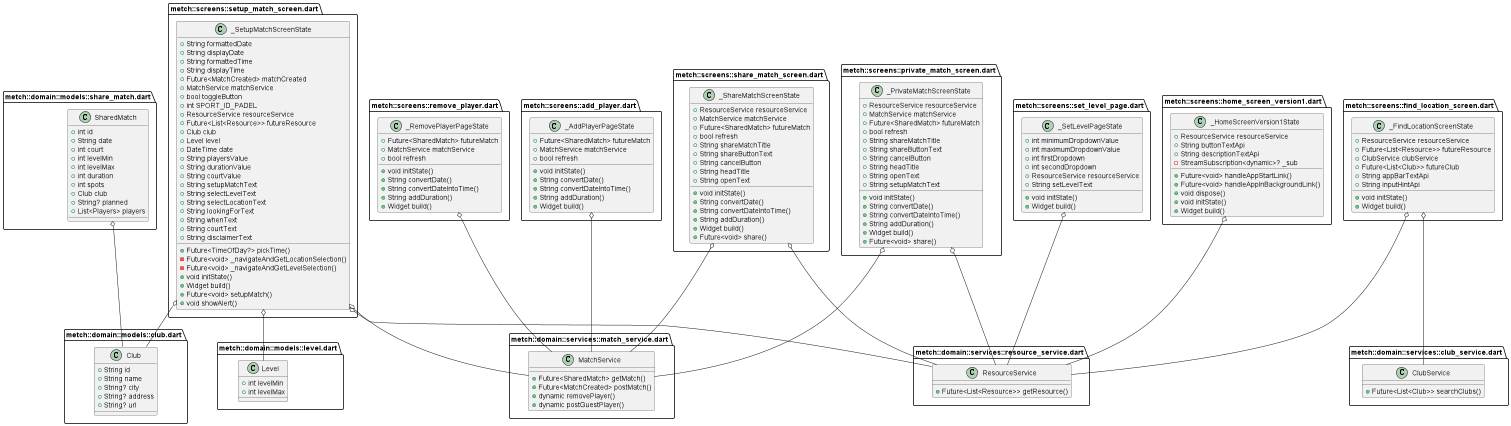 metch::domain::models::share_match.dart
SharedMatch
int id
String date
int court
int levelMin
int levelMax
int duration
int spots
Club club
String? planned
List<Players> players
metch::screens::setup_match_screen.dart
_SetupMatchScreenState
String formattedDate
String displayDate
String formattedTime
String displayTime
Future<MatchCreated> matchCreated
MatchService matchService
bool toggleButton
int SPORT_ID_PADEL
ResourceService resourceService
Future<List<Resource>> futureResource
Club club
Level level
DateTime date
String playersValue
String durationValue
String courtValue
String setupMatchText
String selectLevelText
String selectLocationText
String lookingForText
String whenText
String courtText
String disclaimerText
Future<TimeOfDay?> pickTime()
Future<void> _navigateAndGetLocationSelection()
Future<void> _navigateAndGetLevelSelection()
void initState()
Widget build()
Future<void> setupMatch()
void showAlert()
metch::screens::remove_player.dart
_RemovePlayerPageState
Future<SharedMatch> futureMatch
MatchService matchService
bool refresh
void initState()
String convertDate()
String convertDateIntoTime()
String addDuration()
Widget build()
metch::screens::add_player.dart
_AddPlayerPageState
Future<SharedMatch> futureMatch
MatchService matchService
bool refresh
void initState()
String convertDate()
String convertDateIntoTime()
String addDuration()
Widget build()
metch::screens::share_match_screen.dart
_ShareMatchScreenState
ResourceService resourceService
MatchService matchService
Future<SharedMatch> futureMatch
bool refresh
String shareMatchTitle
String shareButtonText
String cancelButton
String headTitle
String openText
void initState()
String convertDate()
String convertDateIntoTime()
String addDuration()
Widget build()
Future<void> share()
metch::screens::private_match_screen.dart
_PrivateMatchScreenState
ResourceService resourceService
MatchService matchService
Future<SharedMatch> futureMatch
bool refresh
String shareMatchTitle
String shareButtonText
String cancelButton
String headTitle
String openText
String setupMatchText
void initState()
String convertDate()
String convertDateIntoTime()
String addDuration()
Widget build()
Future<void> share()
metch::screens::set_level_page.dart
_SetLevelPageState
int minimumDropdownValue
int maximumDropdownValue
int firstDropdown
int secondDropdown
ResourceService resourceService
String setLevelText
void initState()
Widget build()
metch::screens::home_screen_version1.dart
_HomeScreenVersion1State
ResourceService resourceService
String buttonTextApi
String descriptionTextApi
StreamSubscription<dynamic>? _sub
Future<void> handleAppStartLink()
Future<void> handleAppInBackgroundLink()
void dispose()
void initState()
Widget build()
metch::screens::find_location_screen.dart
_FindLocationScreenState
ResourceService resourceService
Future<List<Resource>> futureResource
ClubService clubService
Future<List<Club>> futureClub
String appBarTextApi
String inputHintApi
void initState()
Widget build()
metch::domain::models::club.dart
Club
String id
String name
String? city
String? address
String? url
metch::domain::models::level.dart
Level
int levelMin
int levelMax
metch::domain::services::match_service.dart
MatchService
Future<SharedMatch> getMatch()
Future<MatchCreated> postMatch()
dynamic removePlayer()
dynamic postGuestPlayer()
metch::domain::services::resource_service.dart
ResourceService
Future<List<Resource>> getResource()
metch::domain::services::club_service.dart
ClubService
Future<List<Club>> searchClubs()